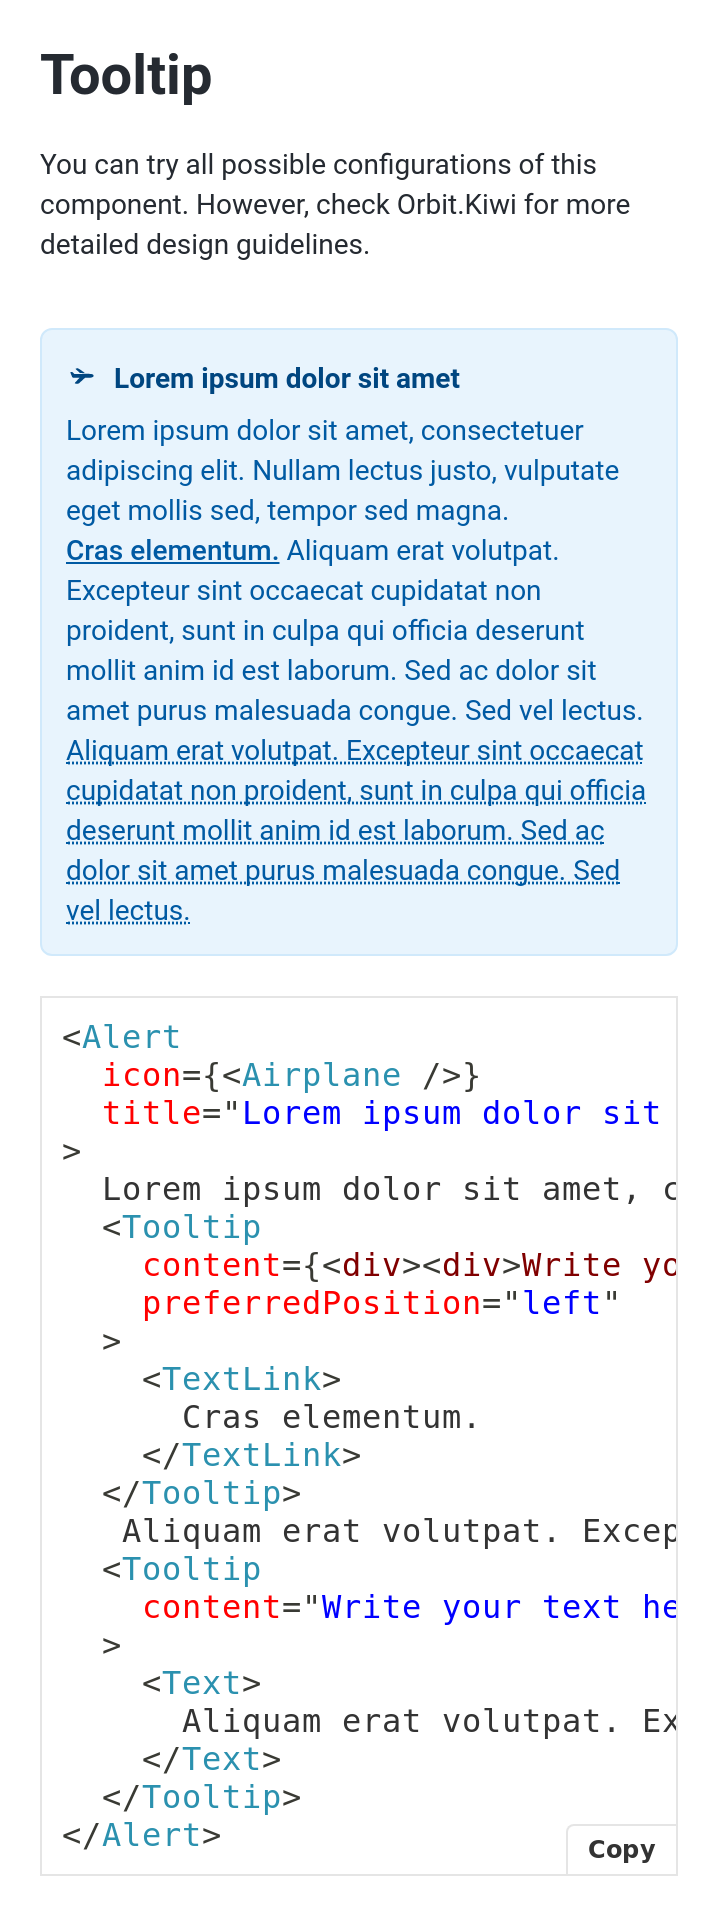 Tooltip
You can try all possible configurations of this
component. However, check Orbit.Kiwi for more
detailed design guidelines.
Lorem ipsum dolor sit amet
Lorem ipsum dolor sit amet, consectetuer
adipiscing elit. Nullam lectus justo, vulputate
eget mollis sed, tempor sed magna.
Cras elementum. Aliquam erat volutpat.
Excepteur sint occaecat cupidatat non
proident, sunt in culpa qui officia deserunt
mollit anim id est laborum. Sed ac dolor sit
amet purus malesuada congue. Sed vel lectus.
Aliquam erat volutpat. Excepteur sint occaecat
cupidatat non proident, sunt in culpa qui officia
deserunt mollit anim id est laborum. Sed ac
dolor sit amet purus malesuada congue. Sed
vel lectus.
<Alert
  icon={<Airplane />}
  title="Lorem ipsum dolor sit
>
  Lorem ipsum dolor sit amet, c
  <Tooltip
    content={<div><div>Write yo
    preferredPosition="left"
  >
    <TextLink>
      Cras elementum.
    </TextLink>
  </Tooltip>
   Aliquam erat volutpat. Excep
  <Tooltip
    content="Write your text he
  >
    <Text>
      Aliquam erat volutpat. Ex
    </Text>
  </Tooltip>
</Alert>
Copy